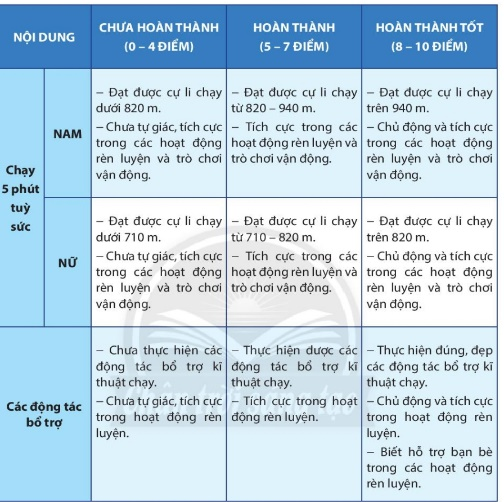 NỘI DUNG
CHƯA HOÀN THÀNH
(0 – 4 ĐIỂM)
HOÀN THÀNH
(5 – 7 ĐIỂM)
HOÀN THÀNH TỐT
(8 – 10 ĐIỂM)
Chạy
5 phút
tuỳ
sức
NAM
– Đạt được cự li chạy
dưới 820 m.
– Chưa tự giác, tích cực
trong các hoạt động
rèn luyện và trò chơi
vận động.
– Đạt được cự li chạy
từ 820 – 940 m.
– Tích cực trong các
hoạt động rèn luyện và
trò chơi vận động.
– Đạt được cự li chạy
trên 940 m.
– Chủ động và tích cực
trong các hoạt động
rèn luyện và trò chơi
vận động.
NỮ
– Đạt được cự li chạy
dưới 710 m.
– Chưa tự giác, tích cực
trong các hoạt động
rèn luyện và trò chơi
vận động.
– Đạt được cự li chạy
từ 710 – 820 m.
– Tích cực trong các
hoạt động rèn luyện và
trò chơi vận động.
– Đạt được cự li chạy
trên 820 m.
– Chủ động và tích cực
trong các hoạt động
rèn luyện và trò chơi
vận động.
Các động tác
bổ trợ
– Chưa thực hiện các
động tác bổ trợ kĩ
thuật chạy.
– Chưa tự giác, tích cực
trong hoạt động rèn
luyện.
– Thực hiện được các
động tác bổ trợ kĩ
thuật chạy.
– Tích cực trong hoạt
động rèn luyện.
– Thực hiện đúng, đẹp
các động tác bổ trợ kĩ
thuật chạy.
– Chủ động và tích cực
trong hoạt động rèn
luyện.
– Biết hỗ trợ bạn bè
trong các hoạt động
rèn luyện.
Chân trời sáng tạo